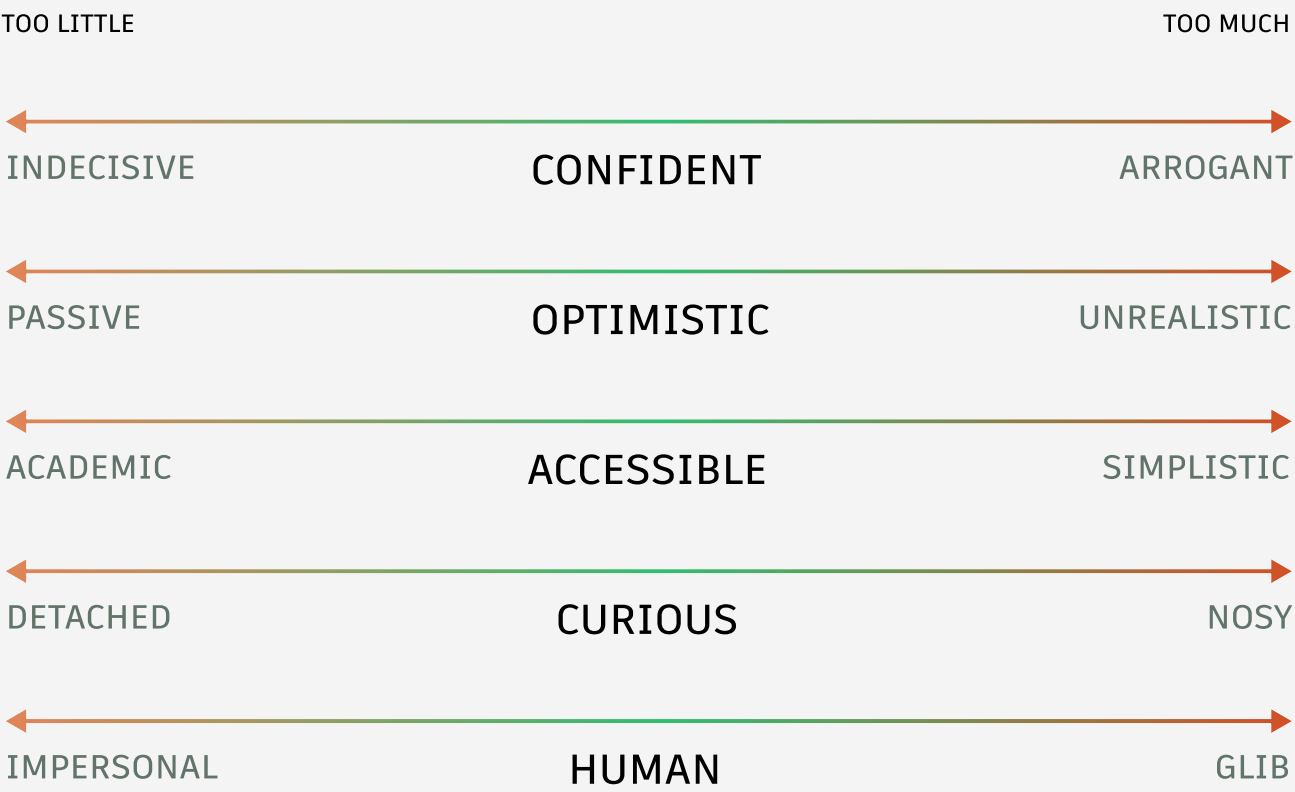 TOO LITTLE TOO MUCH
INDECISIVE CONFIDENT ARROGANT
PASSIVE OPTIMISTIC UNREALISTIC
ACADEMIC ACCESSIBLE SIMPLISTIC
DETACHED CURIOUS NOSY
IMPERSONAL HUMAN GLIB